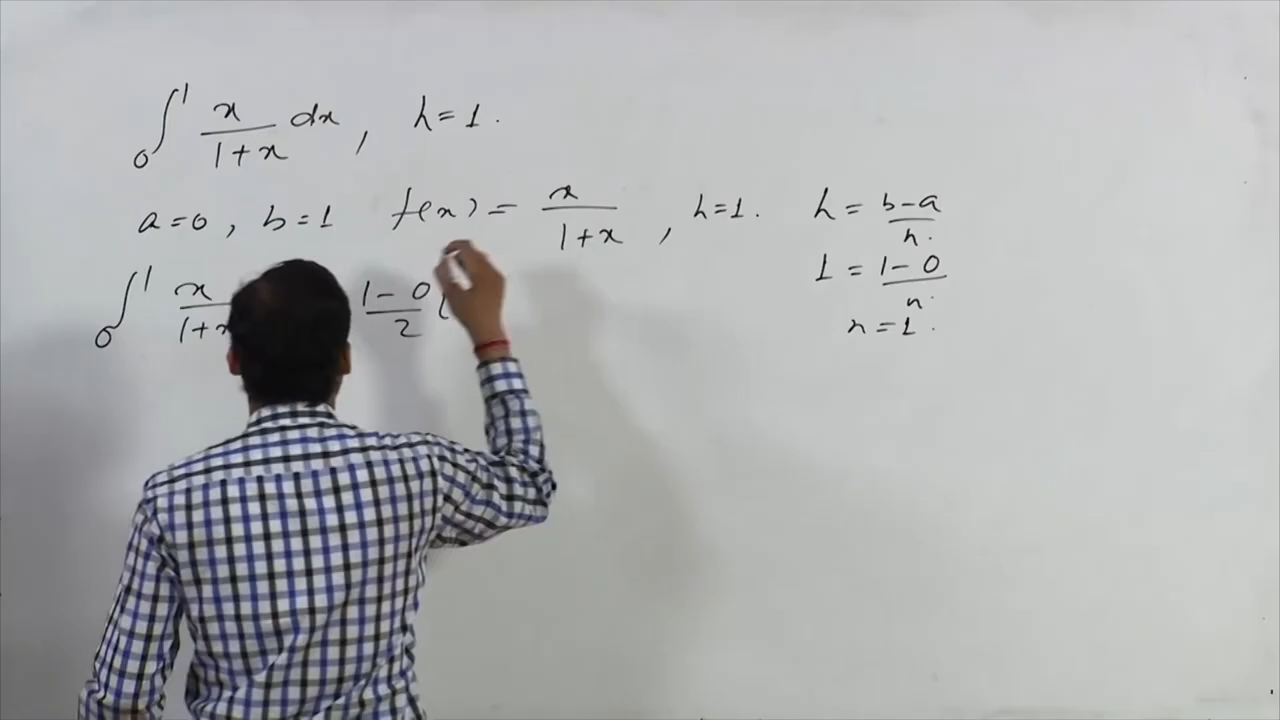 ∫₀¹ x/(1+x) dx, h=1.
a=0, b=1 f(x) = x/(1+x), h=1. h = (b-a)/n.
1 = (1-0)/n.
∫₀¹ x/(1+x (1-0)/2 (
n=1.